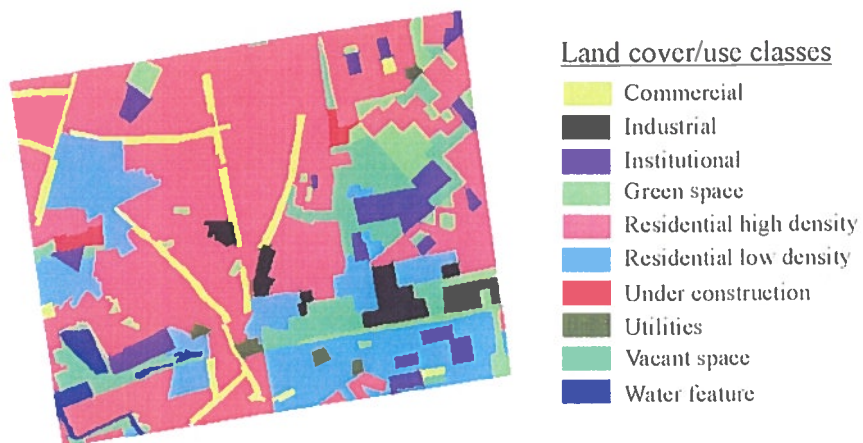 Land cover/use classes
Commercial
Industrial
Institutional
Green space
Residential high density
Residential low density
Under construction
Utilities
Vacant space
Water feature